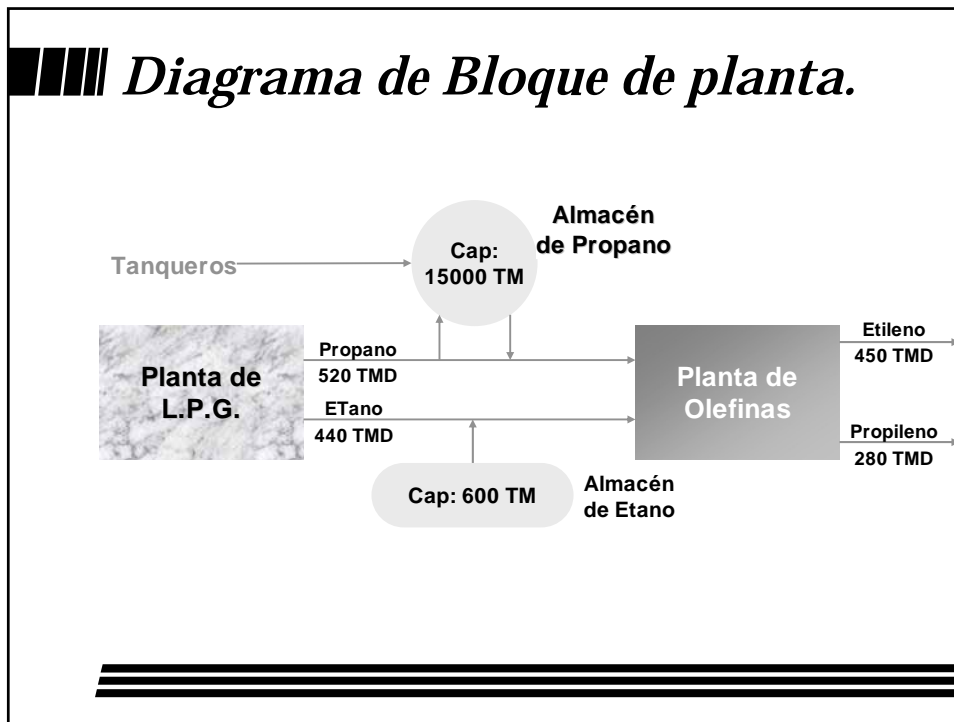 Diagrama de Bloque de planta.
Almacén
de Propano
Cap:
15000 TM
Tanqueros
Planta de
L.P.G.
Propano
520 TMD
ETano
440 TMD
Planta de
Olefinas
Etileno
450 TMD
Propileno
280 TMD
Cap: 600 TM
Almacén
de Etano